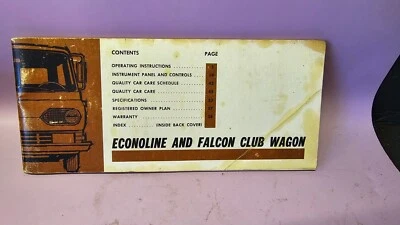 CONTENTS PAGE
OPERATING INSTRUCTIONS
INSTRUMENT PANEL AND CONTROLS
QUALITY CAR CARE SCHEDULE
QUALITY CAR CARE
SPECIFICATIONS
REGISTERED OWNER PLAN
WARRANTY
INDEX (INSIDE BACK COVER)
ECONOLINE AND FALCON CLUB WAGON